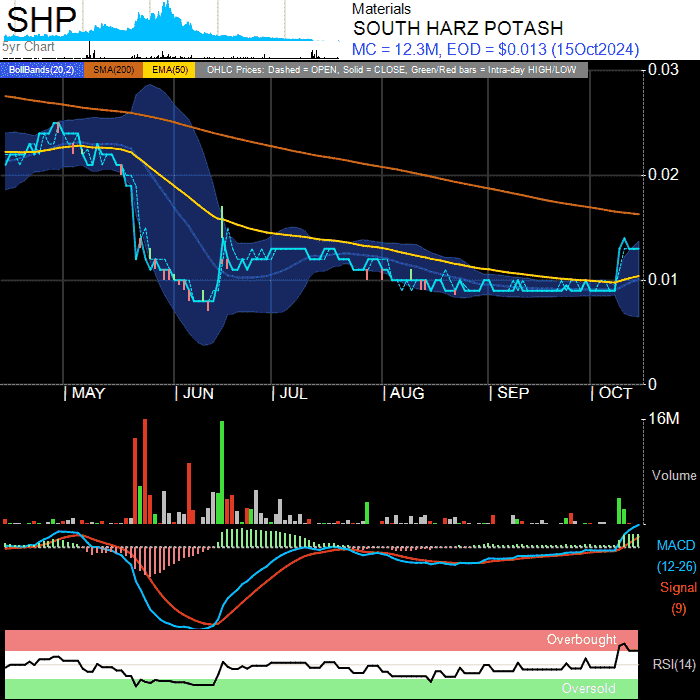 SHP
5yr Chart
Materials
SOUTH HARZ POTASH
MC = 12.3M, EOD = $0.013 (15Oct2024)
BollBands(20,2) SMA(200) EMA(50) OHLC Prices: Dashed = OPEN, Solid = CLOSE, Green/Red bars = Intra-day HIGH/LOW
0.03
0.02
0.01
0
| MAY | JUN | JUL | AUG | SEP | OCT
16M
Volume
MACD
(12-26)
Signal
(9)
Overbought
RSI(14)
Oversold